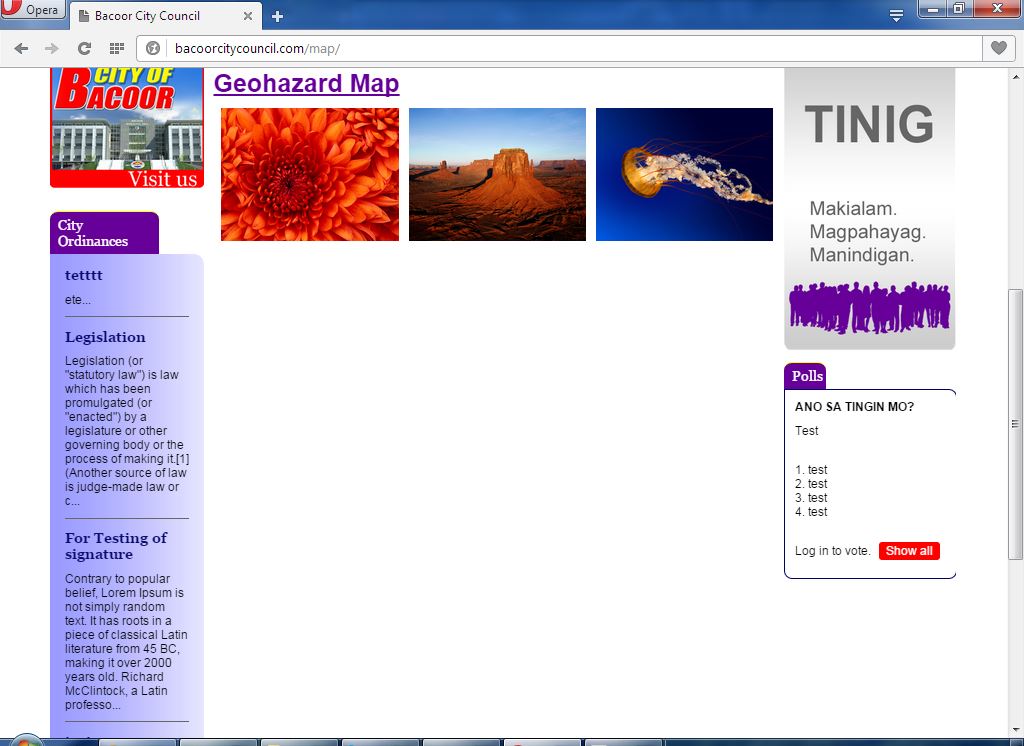 Opera
Bacoor City Council
bacoorcitycouncil.com/map/
CITY OF
BACOOR
Visit us
City
Ordinances
tetttt
ete...
Legislation
Legislation (or
"statutory law") is law
which has been
promulgated (or
"enacted") by a
legislature or other
governing body or the
process of making it.[1]
(Another source of law
is judge-made law or
c...
For Testing of
signature
Contrary to popular
belief, Lorem Ipsum is
not simply random
text. It has roots in a
piece of classical Latin
literature from 45 BC,
making it over 2000
years old. Richard
McClintock, a Latin
professo...
Geohazard Map
TINIG
Makialam.
Magpahayag.
Manindigan.
Polls
ANO SA TINGIN MO?
Test
1. test
2. test
3. test
4. test
Log in to vote. Show all